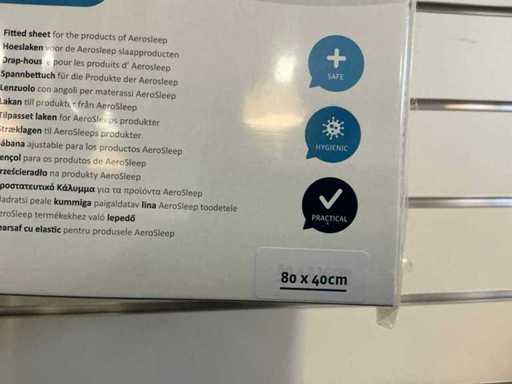 Fitted sheet for the products of Aerosleep
Hoeslaken voor de Aerosleep slaapproducten
Drap-housse pour les produits d' Aerosleep
Spannbettuch für die Produkte der Aerosleep
Lenzuolo con angoli per materassi AeroSleep
Lakan till produkter från AeroSleep
Tilpasset laken for AeroSleeps produkter
Stræklagen til AeroSleeps produkter
ábana ajustable para los productos AeroSleep
ençol para os produtos de AeroSleep
rześcieradło na produkty AeroSleep
ροστατευτικό Κάλυμμα για τα προϊόντα AeroSleep
adratsi peale kummiga paigaldatav lina AeroSleep toodetele
eroSleep termékekhez való lepedő
earsaf cu elastic pentru produsele AeroSleep
SAFE
HYGIENIC
PRACTICAL
80 x 40cm